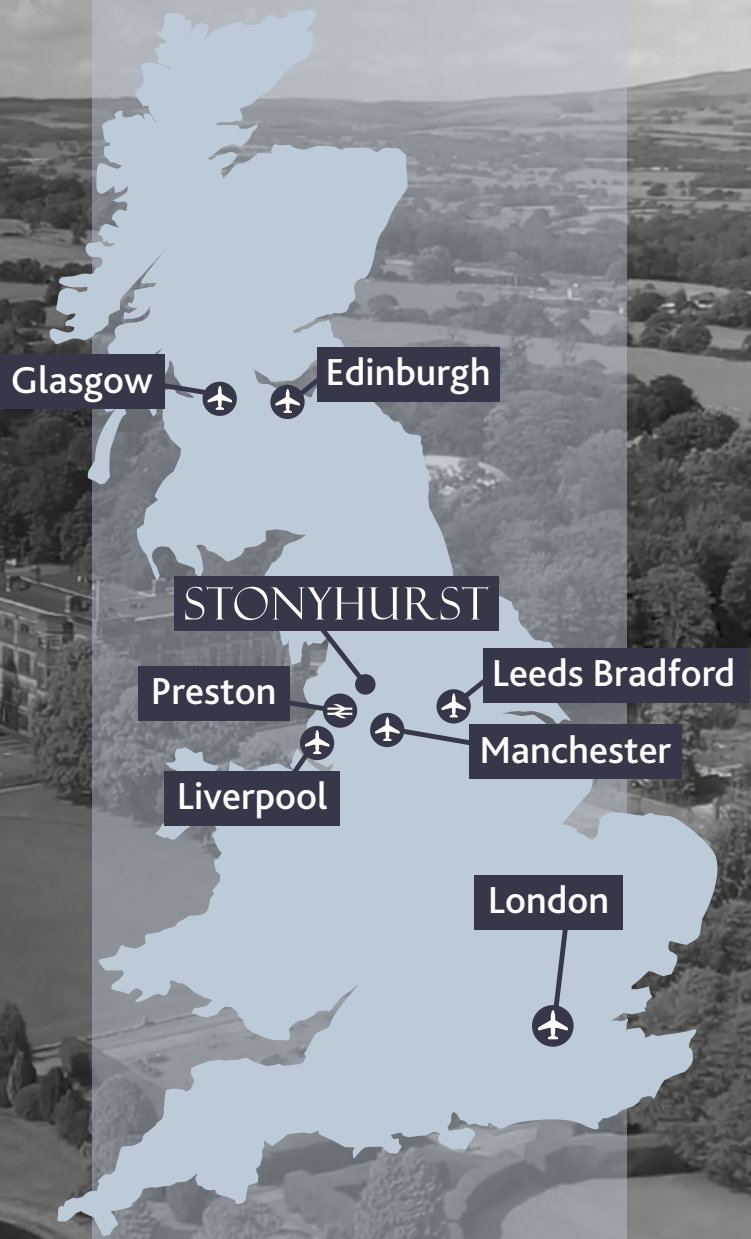 Glasgow
Edinburgh
STONYHURST
Preston
Leeds Bradford
Manchester
Liverpool
London